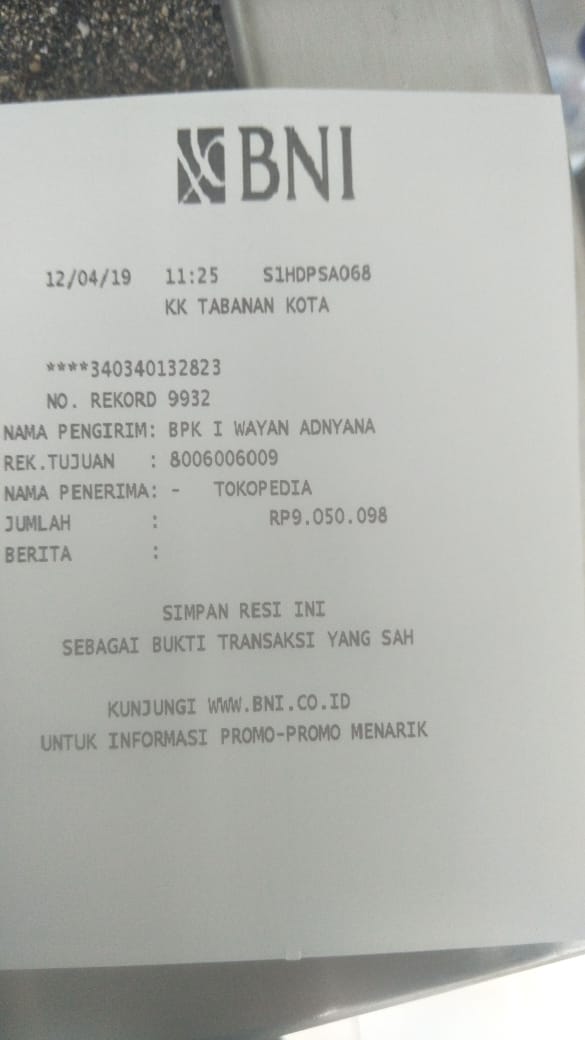 BNI
12/04/19 11:25 S1HDPSA068
KK TABANAN KOTA
****340340132823
NO. REKORD 9932
NAMA PENGIRIM: BPK I WAYAN ADNYANA
REK.TUJUAN : 8006006009
NAMA PENERIMA: - TOKOPEDIA
JUMLAH : RP9.050.098
BERITA :
SIMPAN RESI INI
SEBAGAI BUKTI TRANSAKSI YANG SAH
KUNJUNGI WWW.BNI.CO.ID
UNTUK INFORMASI PROMO-PROMO MENARIK